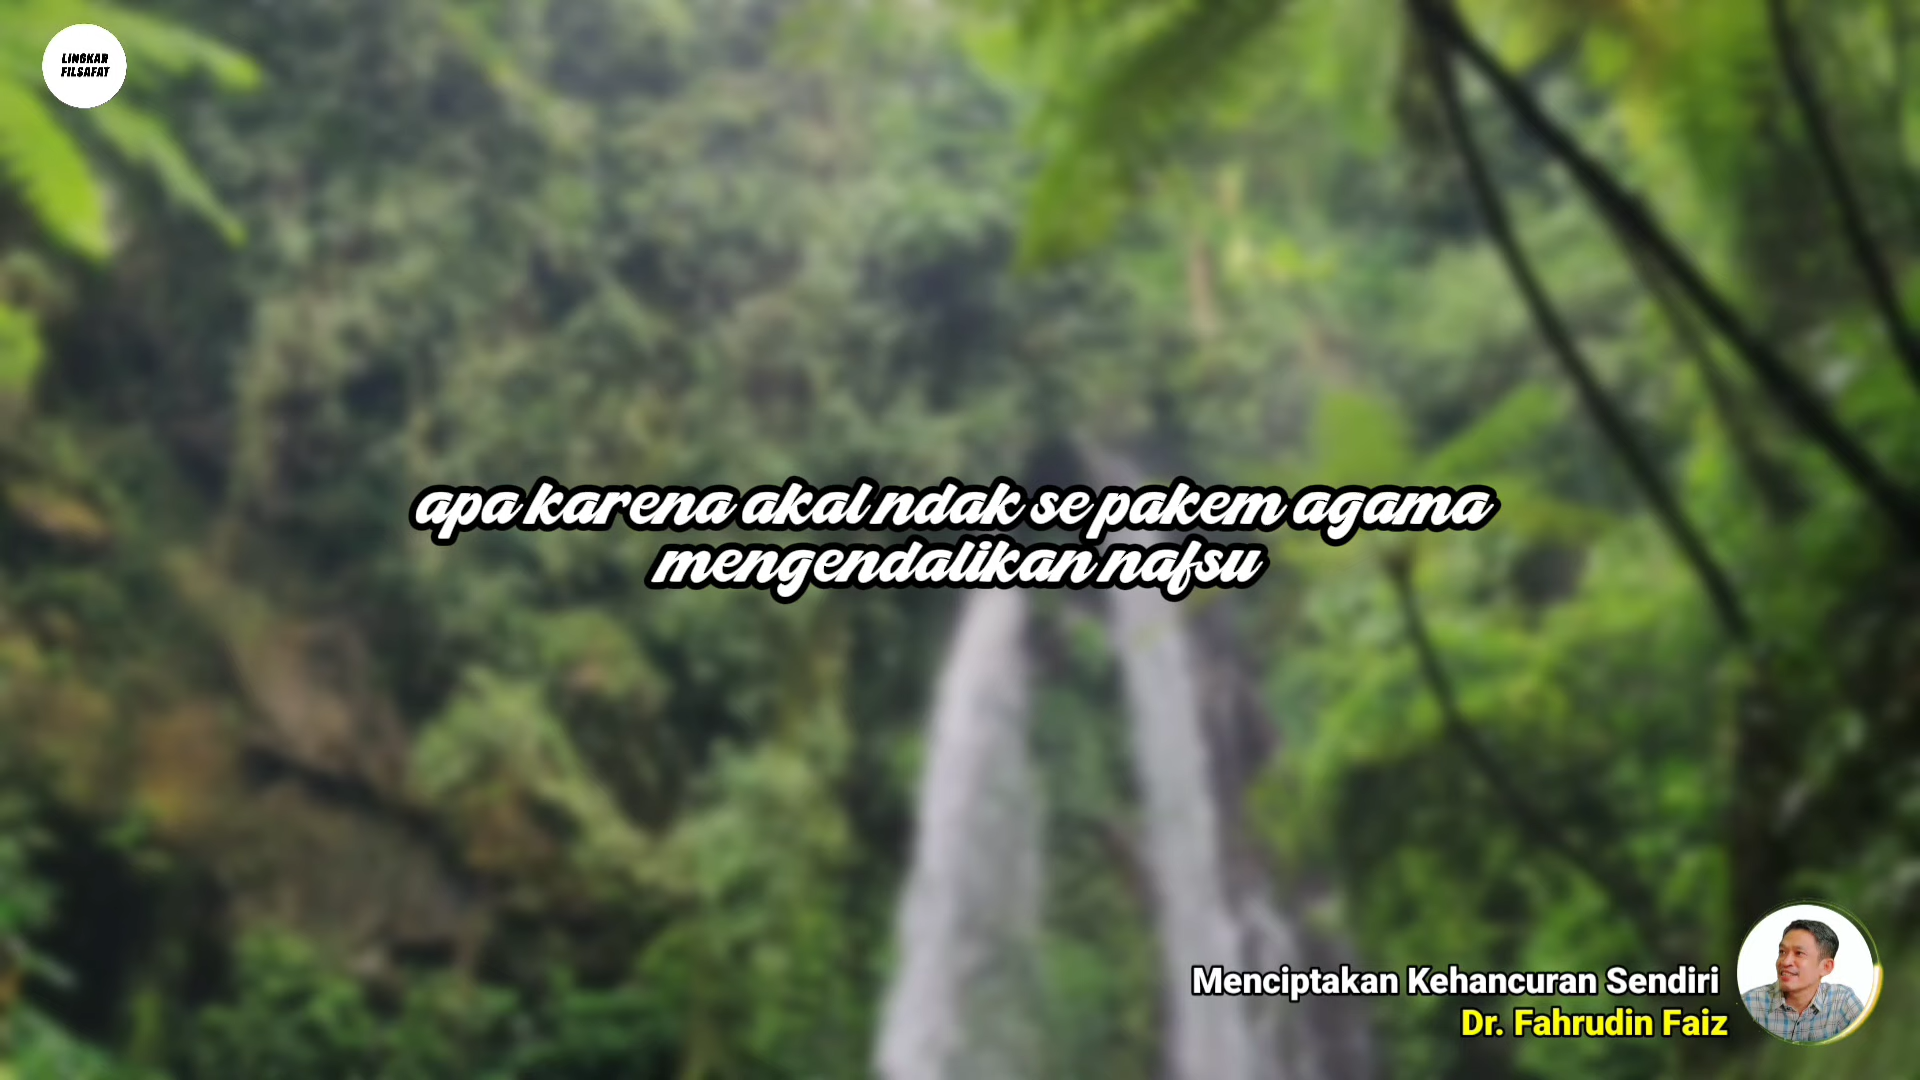 LINGKAR
FILSAFAT
apa karena akal ndak se pakem agama
mengendalikan nafsu
Menciptakan Kehancuran Sendiri
Dr. Fahrudin Faiz